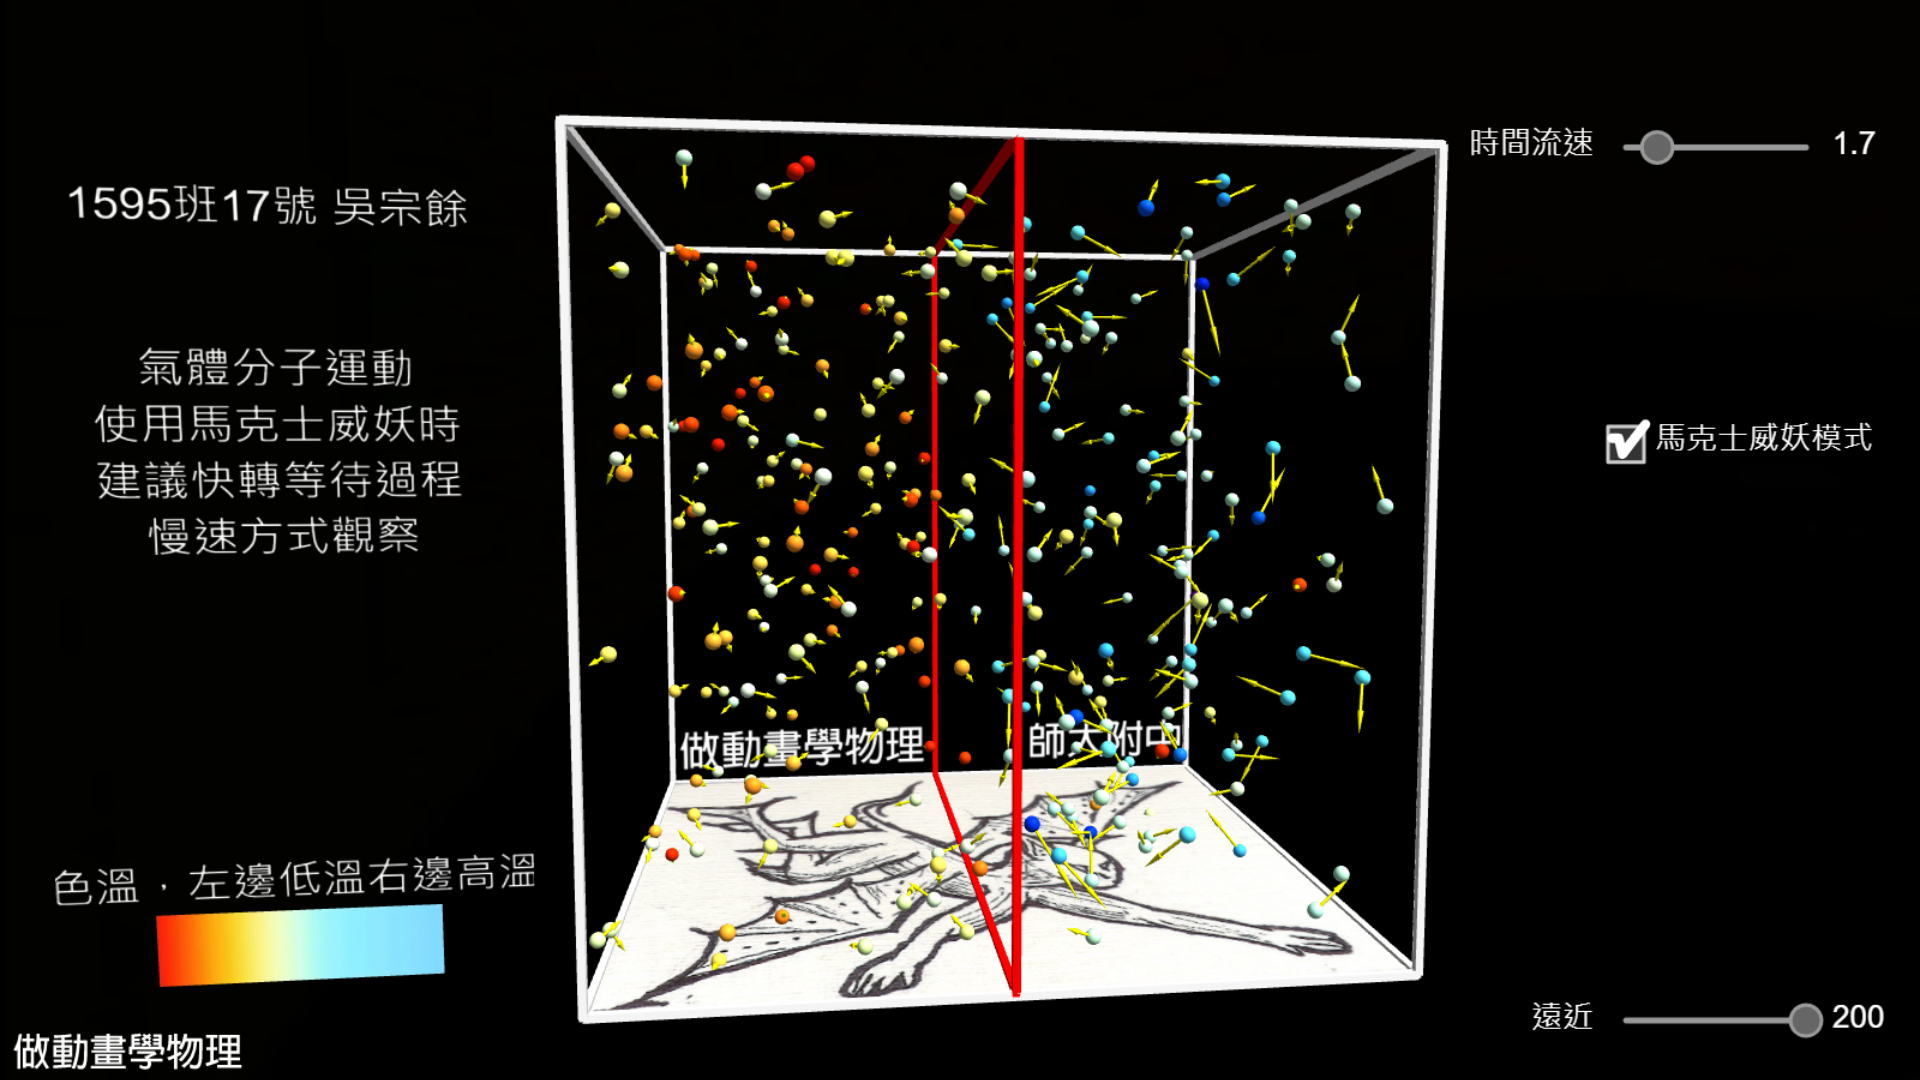 1595班17號 吳宗餘
氣體分子運動
使用馬克士威妖時
建議快轉等待過程
慢速方式觀察
色溫，左邊低溫右邊高溫
做動畫學物理
時間流速 1.7
馬克士威妖模式
遠近 200
做動畫學物理
師大附中